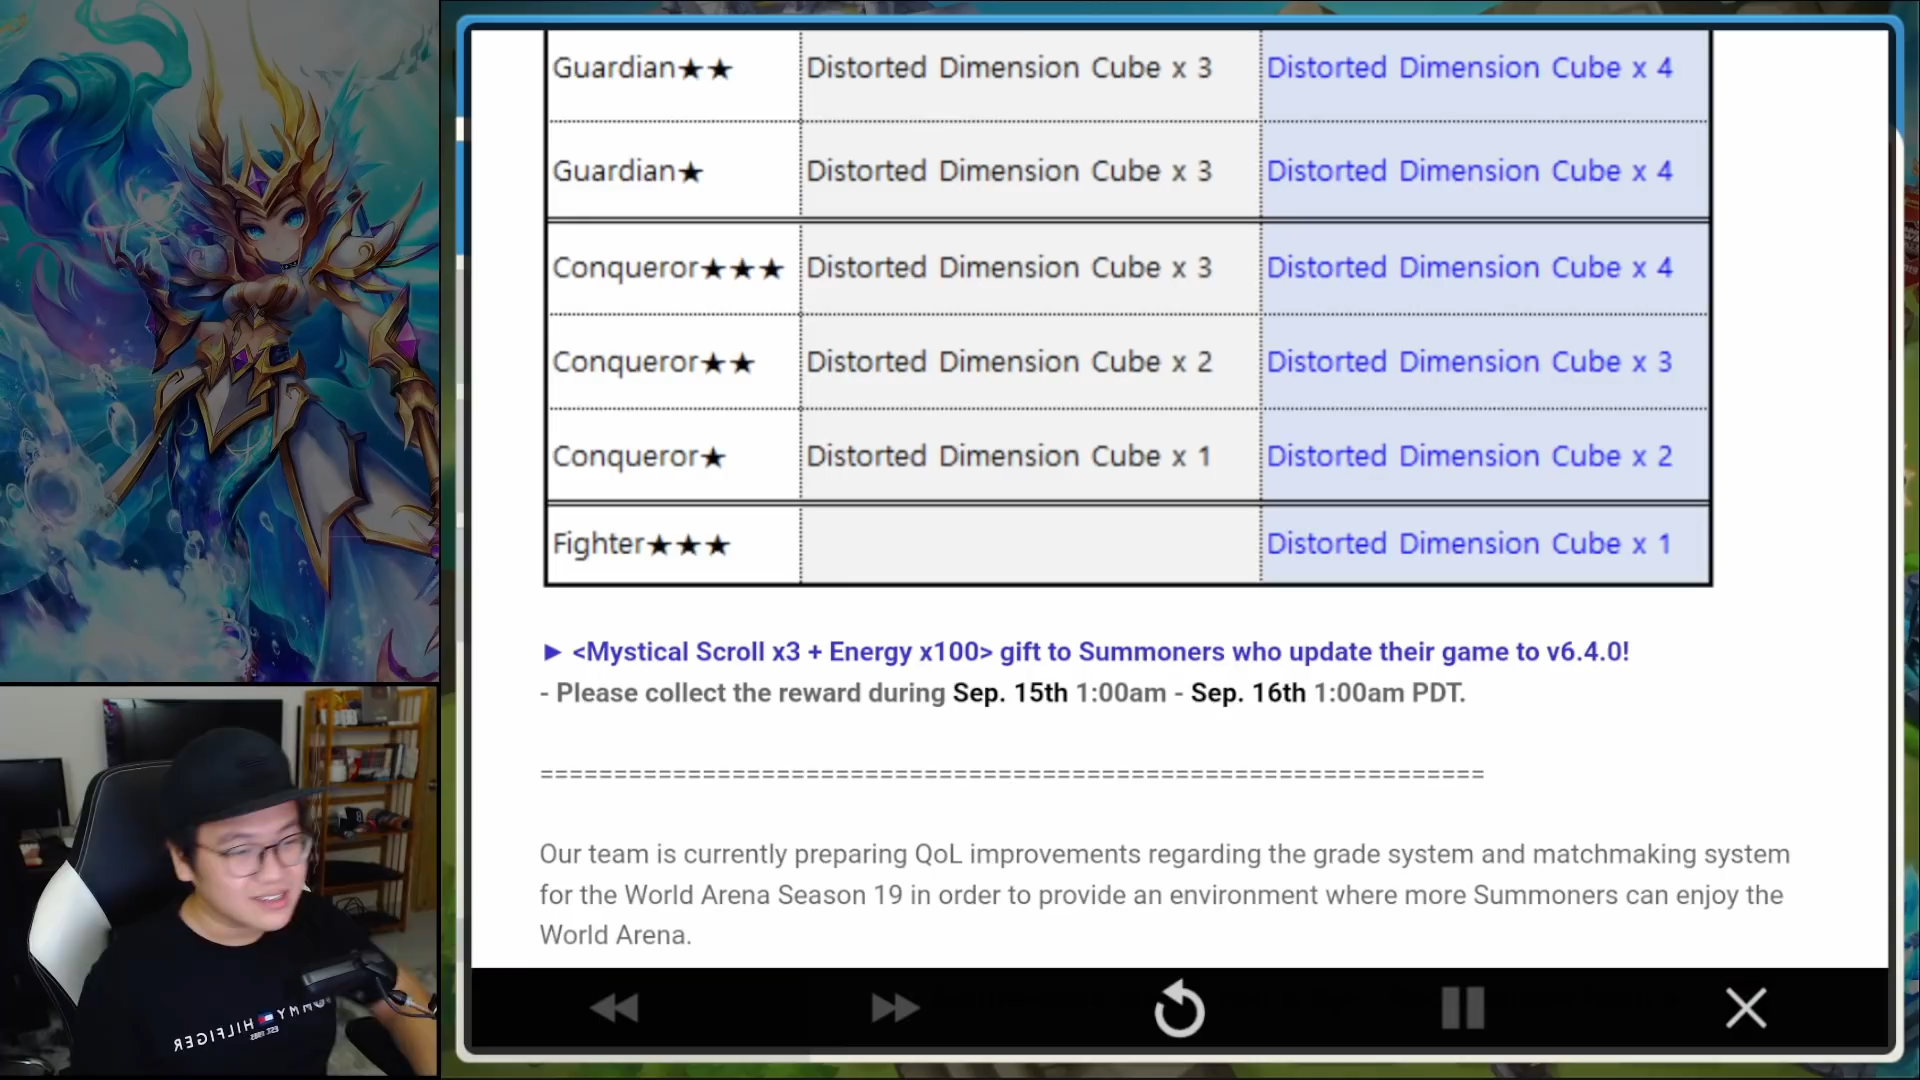 Guardian★★ Distorted Dimension Cube x 3 Distorted Dimension Cube x 4
Guardian★ Distorted Dimension Cube x 3 Distorted Dimension Cube x 4
Conqueror★★★ Distorted Dimension Cube x 3 Distorted Dimension Cube x 4
Conqueror★★ Distorted Dimension Cube x 2 Distorted Dimension Cube x 3
Conqueror★ Distorted Dimension Cube x 1 Distorted Dimension Cube x 2
Fighter★★★ Distorted Dimension Cube x 1
► <Mystical Scroll x3 + Energy x100> gift to Summoners who update their game to v6.4.0!
- Please collect the reward during Sep. 15th 1:00am - Sep. 16th 1:00am PDT.
================================================================
Our team is currently preparing QoL improvements regarding the grade system and matchmaking system
for the World Arena Season 19 in order to provide an environment where more Summoners can enjoy the
World Arena.
TOMMY HILFIGER
EST. 1985